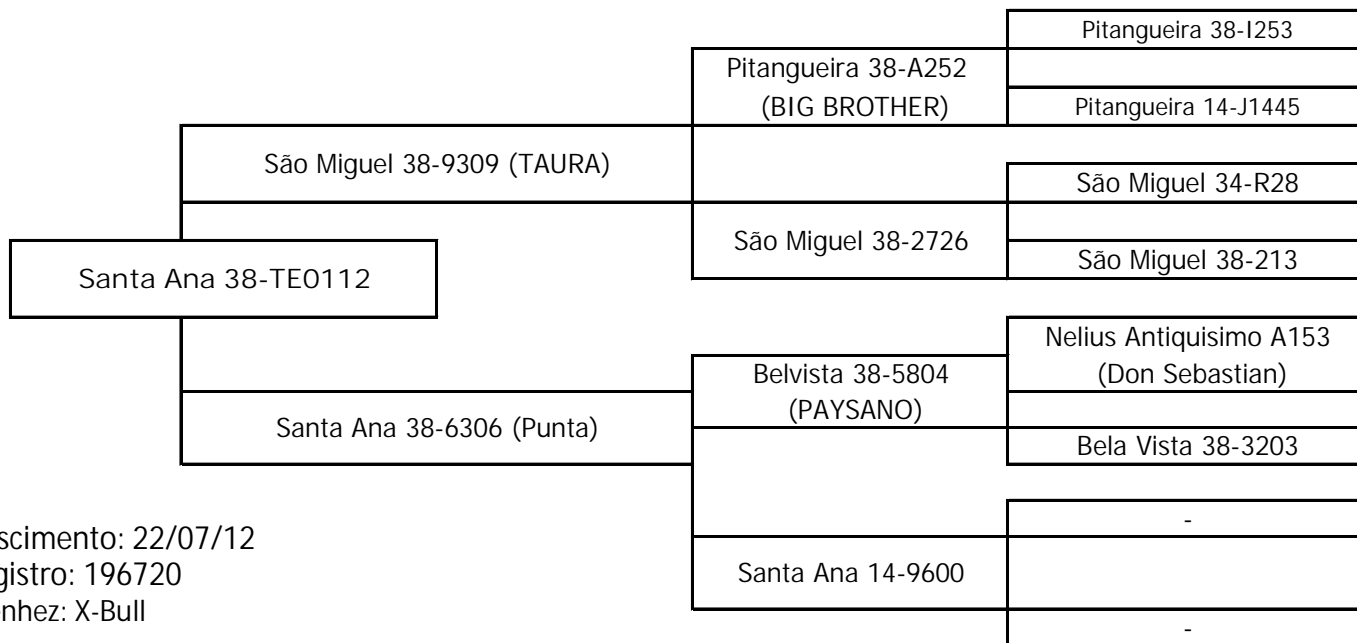 Pitangueira 38-I253
Pitangueira 38-A252
(BIG BROTHER)
Pitangueira 14-J1445
São Miguel 38-9309 (TAURA)
São Miguel 34-R28
São Miguel 38-2726
São Miguel 38-213
Santa Ana 38-TE0112
Nelius Antiquisimo A153
(Don Sebastian)
Belvista 38-5804
(PAYSANO)
Santa Ana 38-6306 (Punta)
Bela Vista 38-3203
-
Santa Ana 14-9600
-
scimento: 22/07/12
gistro: 196720
enhez: X-Bull